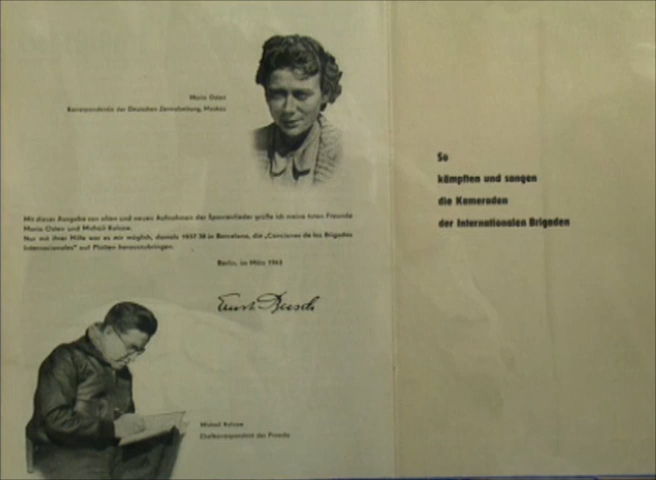 Maria Osten
Korrespondentin der Deutschen Zentralzeitung, Moskau
Mit dieser Ausgabe von alten und neuen Aufnahmen der Spanienlieder grüße ich meine toten Freunde
Maria Osten und Michail Kolzow.
Nur mit ihrer Hilfe war es mir möglich, damals 1937/38 in Barcelona, die „Canciones de las Brigadas
Internacionales" auf Platten herauszubringen.
Berlin, im März 1963
Ernst Busch
Michail Kolzow
Chefkorrespondent der Prawda
So
kämpften und sangen
die Kameraden
der Internationalen Brigaden